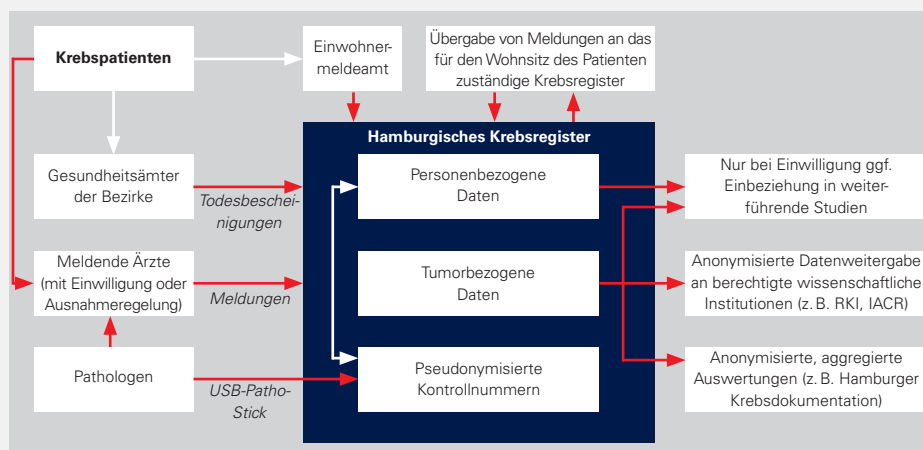 Krebspatienten
Einwohner-
meldeamt
Übergabe von Meldungen an das
für den Wohnsitz des Patienten
zuständige Krebsregister
Hamburgisches Krebsregister
Gesundheitsämter
der Bezirke
Todesbeschei-
nigungen
Personenbezogene
Daten
Nur bei Einwilligung ggf.
Einbeziehung in weiter-
führende Studien
Meldende Ärzte
(mit Einwilligung oder
Ausnahmeregelung)
Meldungen
Tumorbezogene
Daten
Anonymisierte Datenweitergabe
an berechtigte wissenschaftliche
Institutionen (z. B. RKI, IACR)
Pathologen
USB-Patho-
Stick
Pseudonymisierte
Kontrollnummern
Anonymisierte, aggregierte
Auswertungen (z. B. Hamburger
Krebsdokumentation)